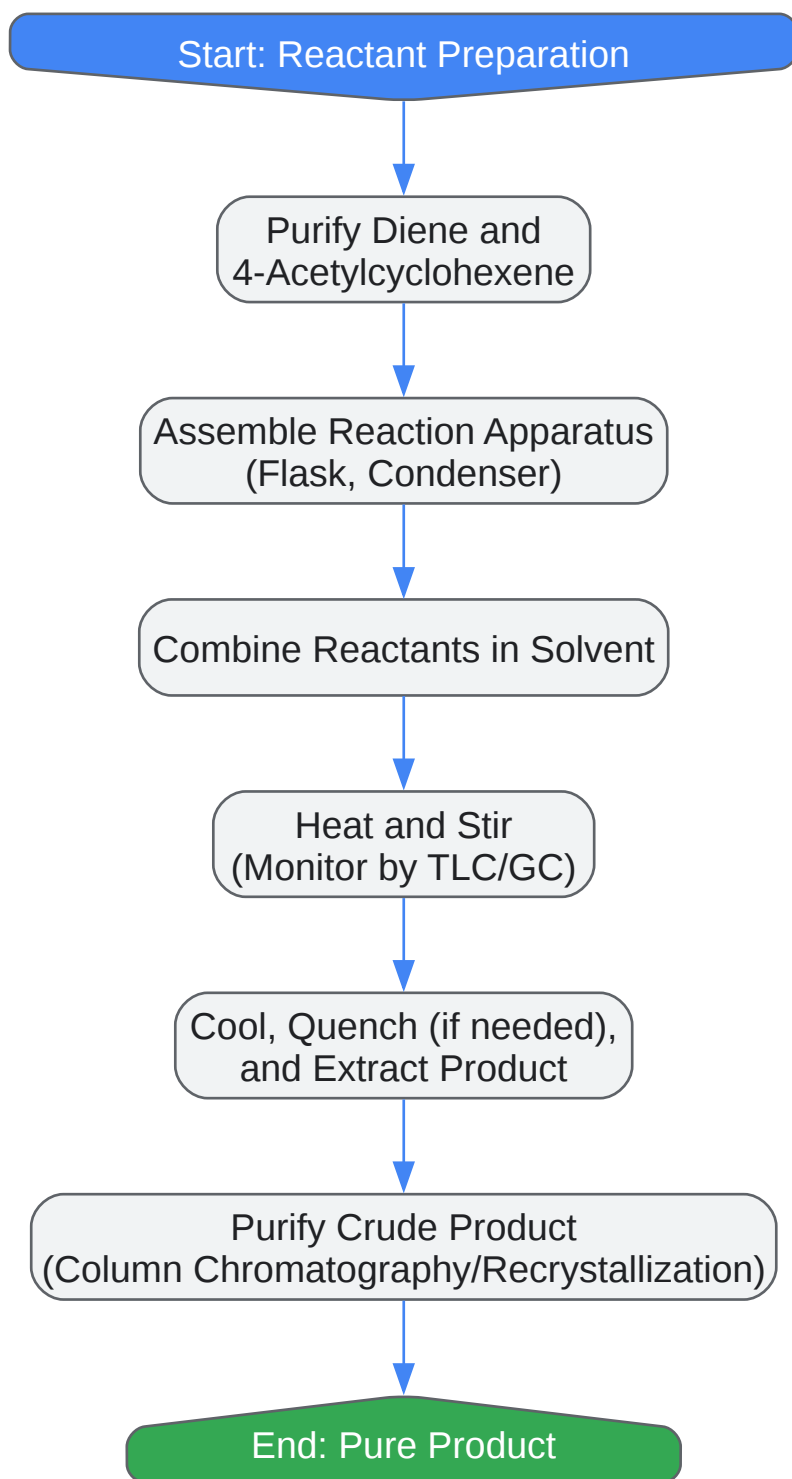 Start: Reactant Preparation
Purify Diene and
4-Acetylcyclohexene
Assemble Reaction Apparatus
(Flask, Condenser)
Combine Reactants in Solvent
Heat and Stir
(Monitor by TLC/GC)
Cool, Quench (if needed),
and Extract Product
Purify Crude Product
(Column Chromatography/Recrystallization)
End: Pure Product